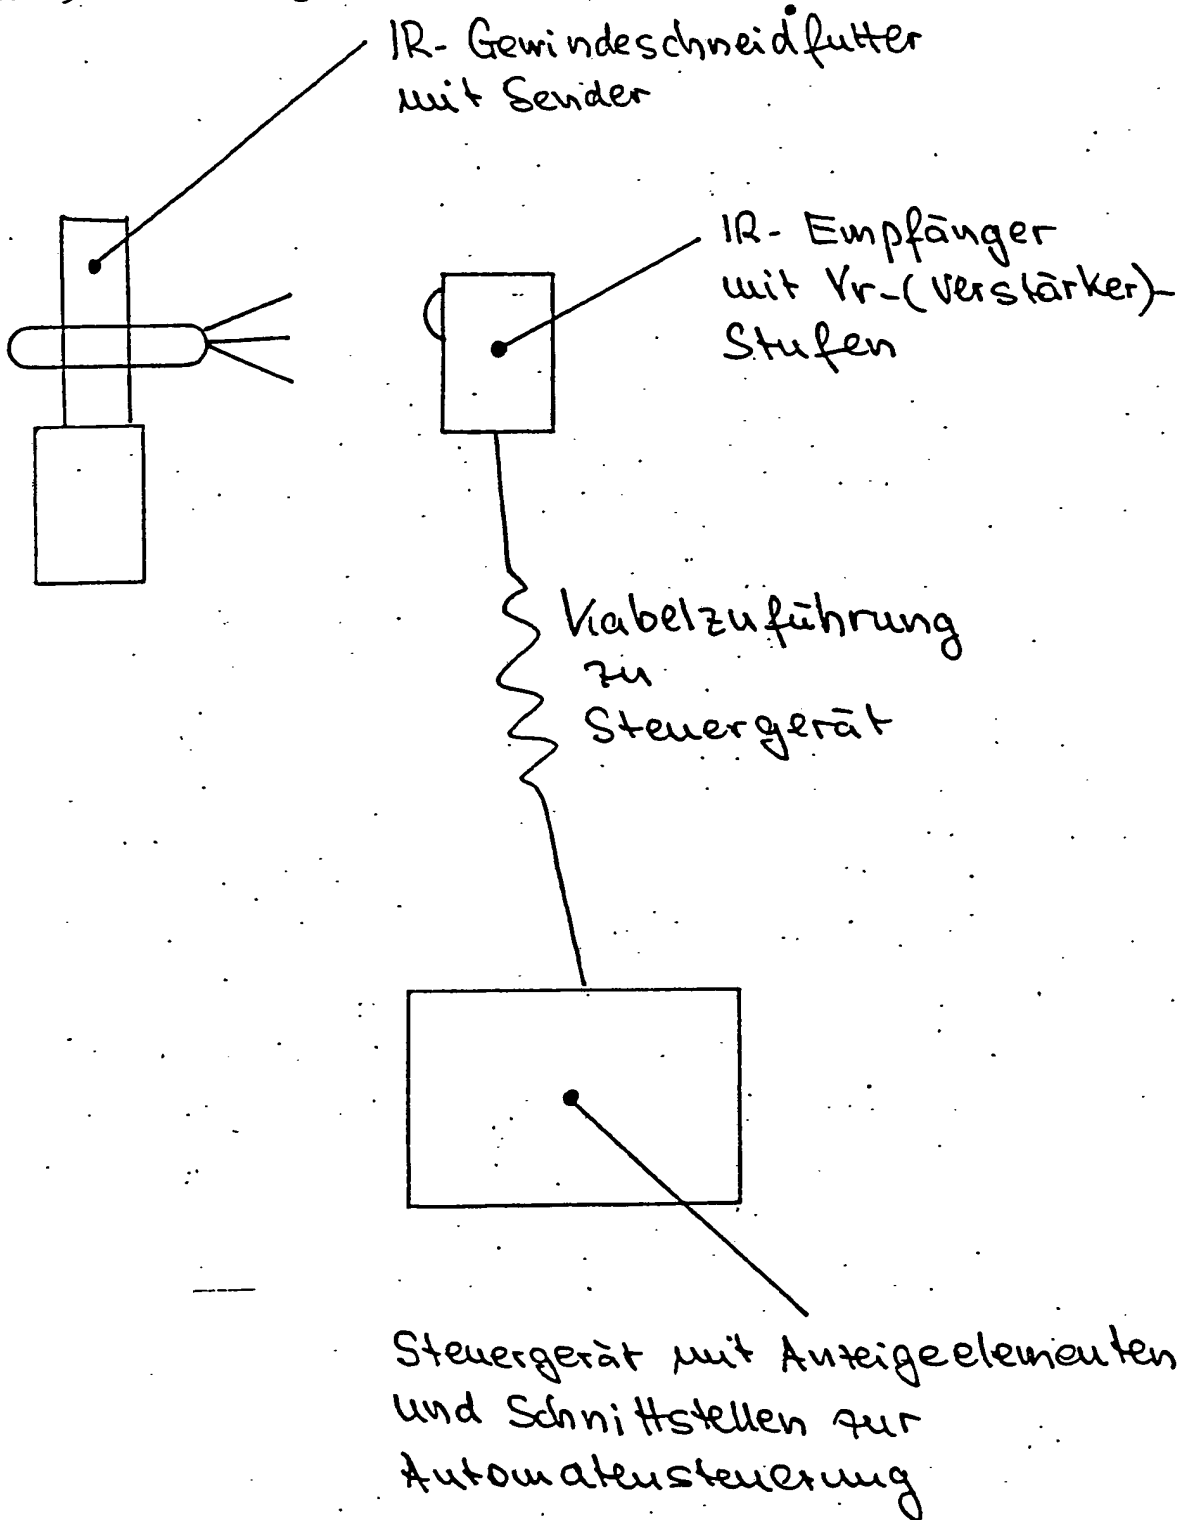 IR- Gewindeschneidfutter
mit Sender
IR- Empfänger
mit Vr-(Verstärker)-
Stufen
Kabelzuführung
zu
Steuergerät
Steuergerät mit Anzeigeelementen
und Schnittstellen zur
Automatensteuerung